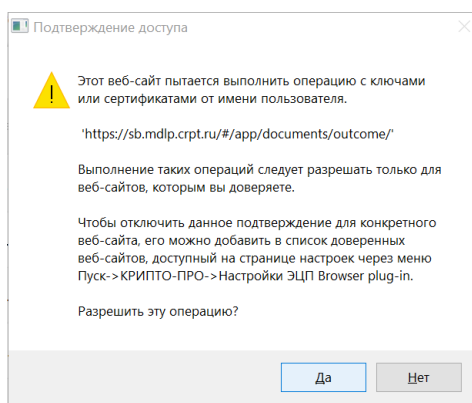 Подтверждение доступа
Этот веб-сайт пытается выполнить операцию с ключами
или сертификатами от имени пользователя.
'https://sb.mdlp.crpt.ru/#/app/documents/outcome/'
Выполнение таких операций следует разрешать только для
веб-сайтов, которым вы доверяете.
Чтобы отключить данное подтверждение для конкретного
веб-сайта, его можно добавить в список доверенных
веб-сайтов, доступный на странице настроек через меню
Пуск->КРИПТО-ПРО->Настройки ЭЦП Browser plug-in.
Разрешить эту операцию?
Да
Нет